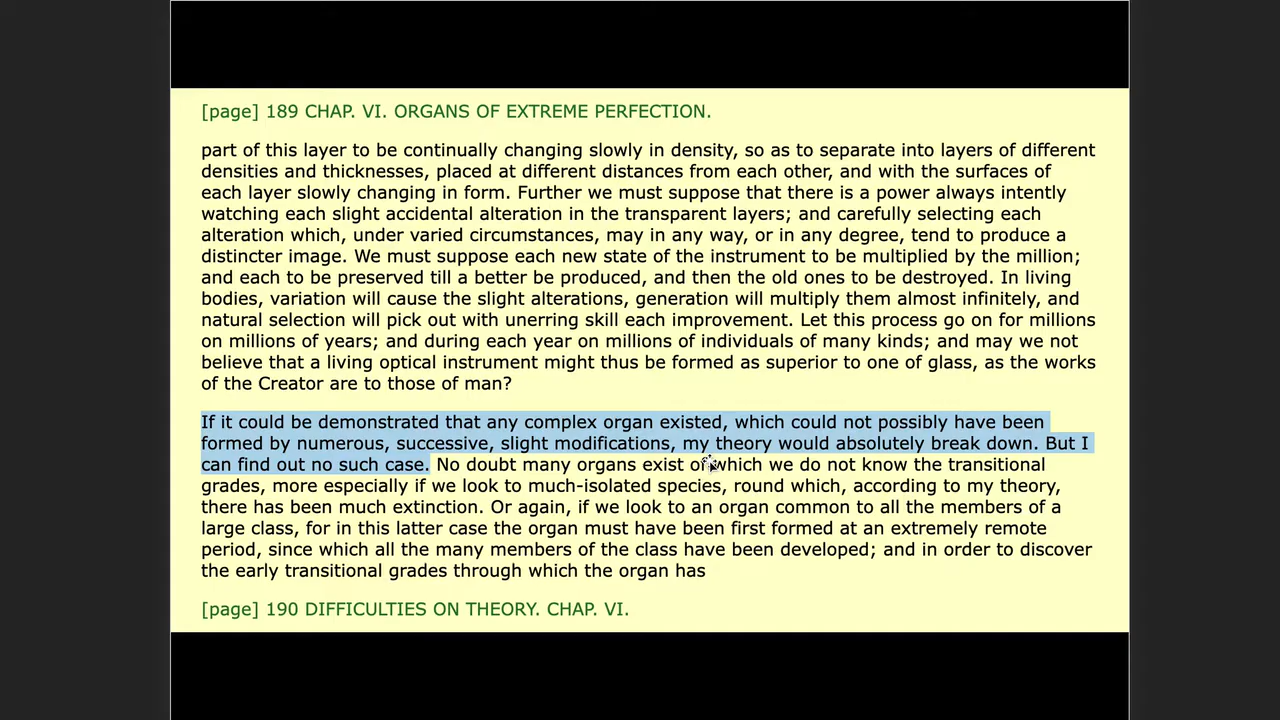 [page] 189 CHAP. VI. ORGANS OF EXTREME PERFECTION.
part of this layer to be continually changing slowly in density, so as to separate into layers of different
densities and thicknesses, placed at different distances from each other, and with the surfaces of
each layer slowly changing in form. Further we must suppose that there is a power always intently
watching each slight accidental alteration in the transparent layers; and carefully selecting each
alteration which, under varied circumstances, may in any way, or in any degree, tend to produce a
distincter image. We must suppose each new state of the instrument to be multiplied by the million;
and each to be preserved till a better be produced, and then the old ones to be destroyed. In living
bodies, variation will cause the slight alterations, generation will multiply them almost infinitely, and
natural selection will pick out with unerring skill each improvement. Let this process go on for millions
on millions of years; and during each year on millions of individuals of many kinds; and may we not
believe that a living optical instrument might thus be formed as superior to one of glass, as the works
of the Creator are to those of man?
If it could be demonstrated that any complex organ existed, which could not possibly have been
formed by numerous, successive, slight modifications, my theory would absolutely break down. But I
can find out no such case. No doubt many organs exist of which we do not know the transitional
grades, more especially if we look to much-isolated species, round which, according to my theory,
there has been much extinction. Or again, if we look to an organ common to all the members of a
large class, for in this latter case the organ must have been first formed at an extremely remote
period, since which all the many members of the class have been developed; and in order to discover
the early transitional grades through which the organ has
[page] 190 DIFFICULTIES ON THEORY. CHAP. VI.